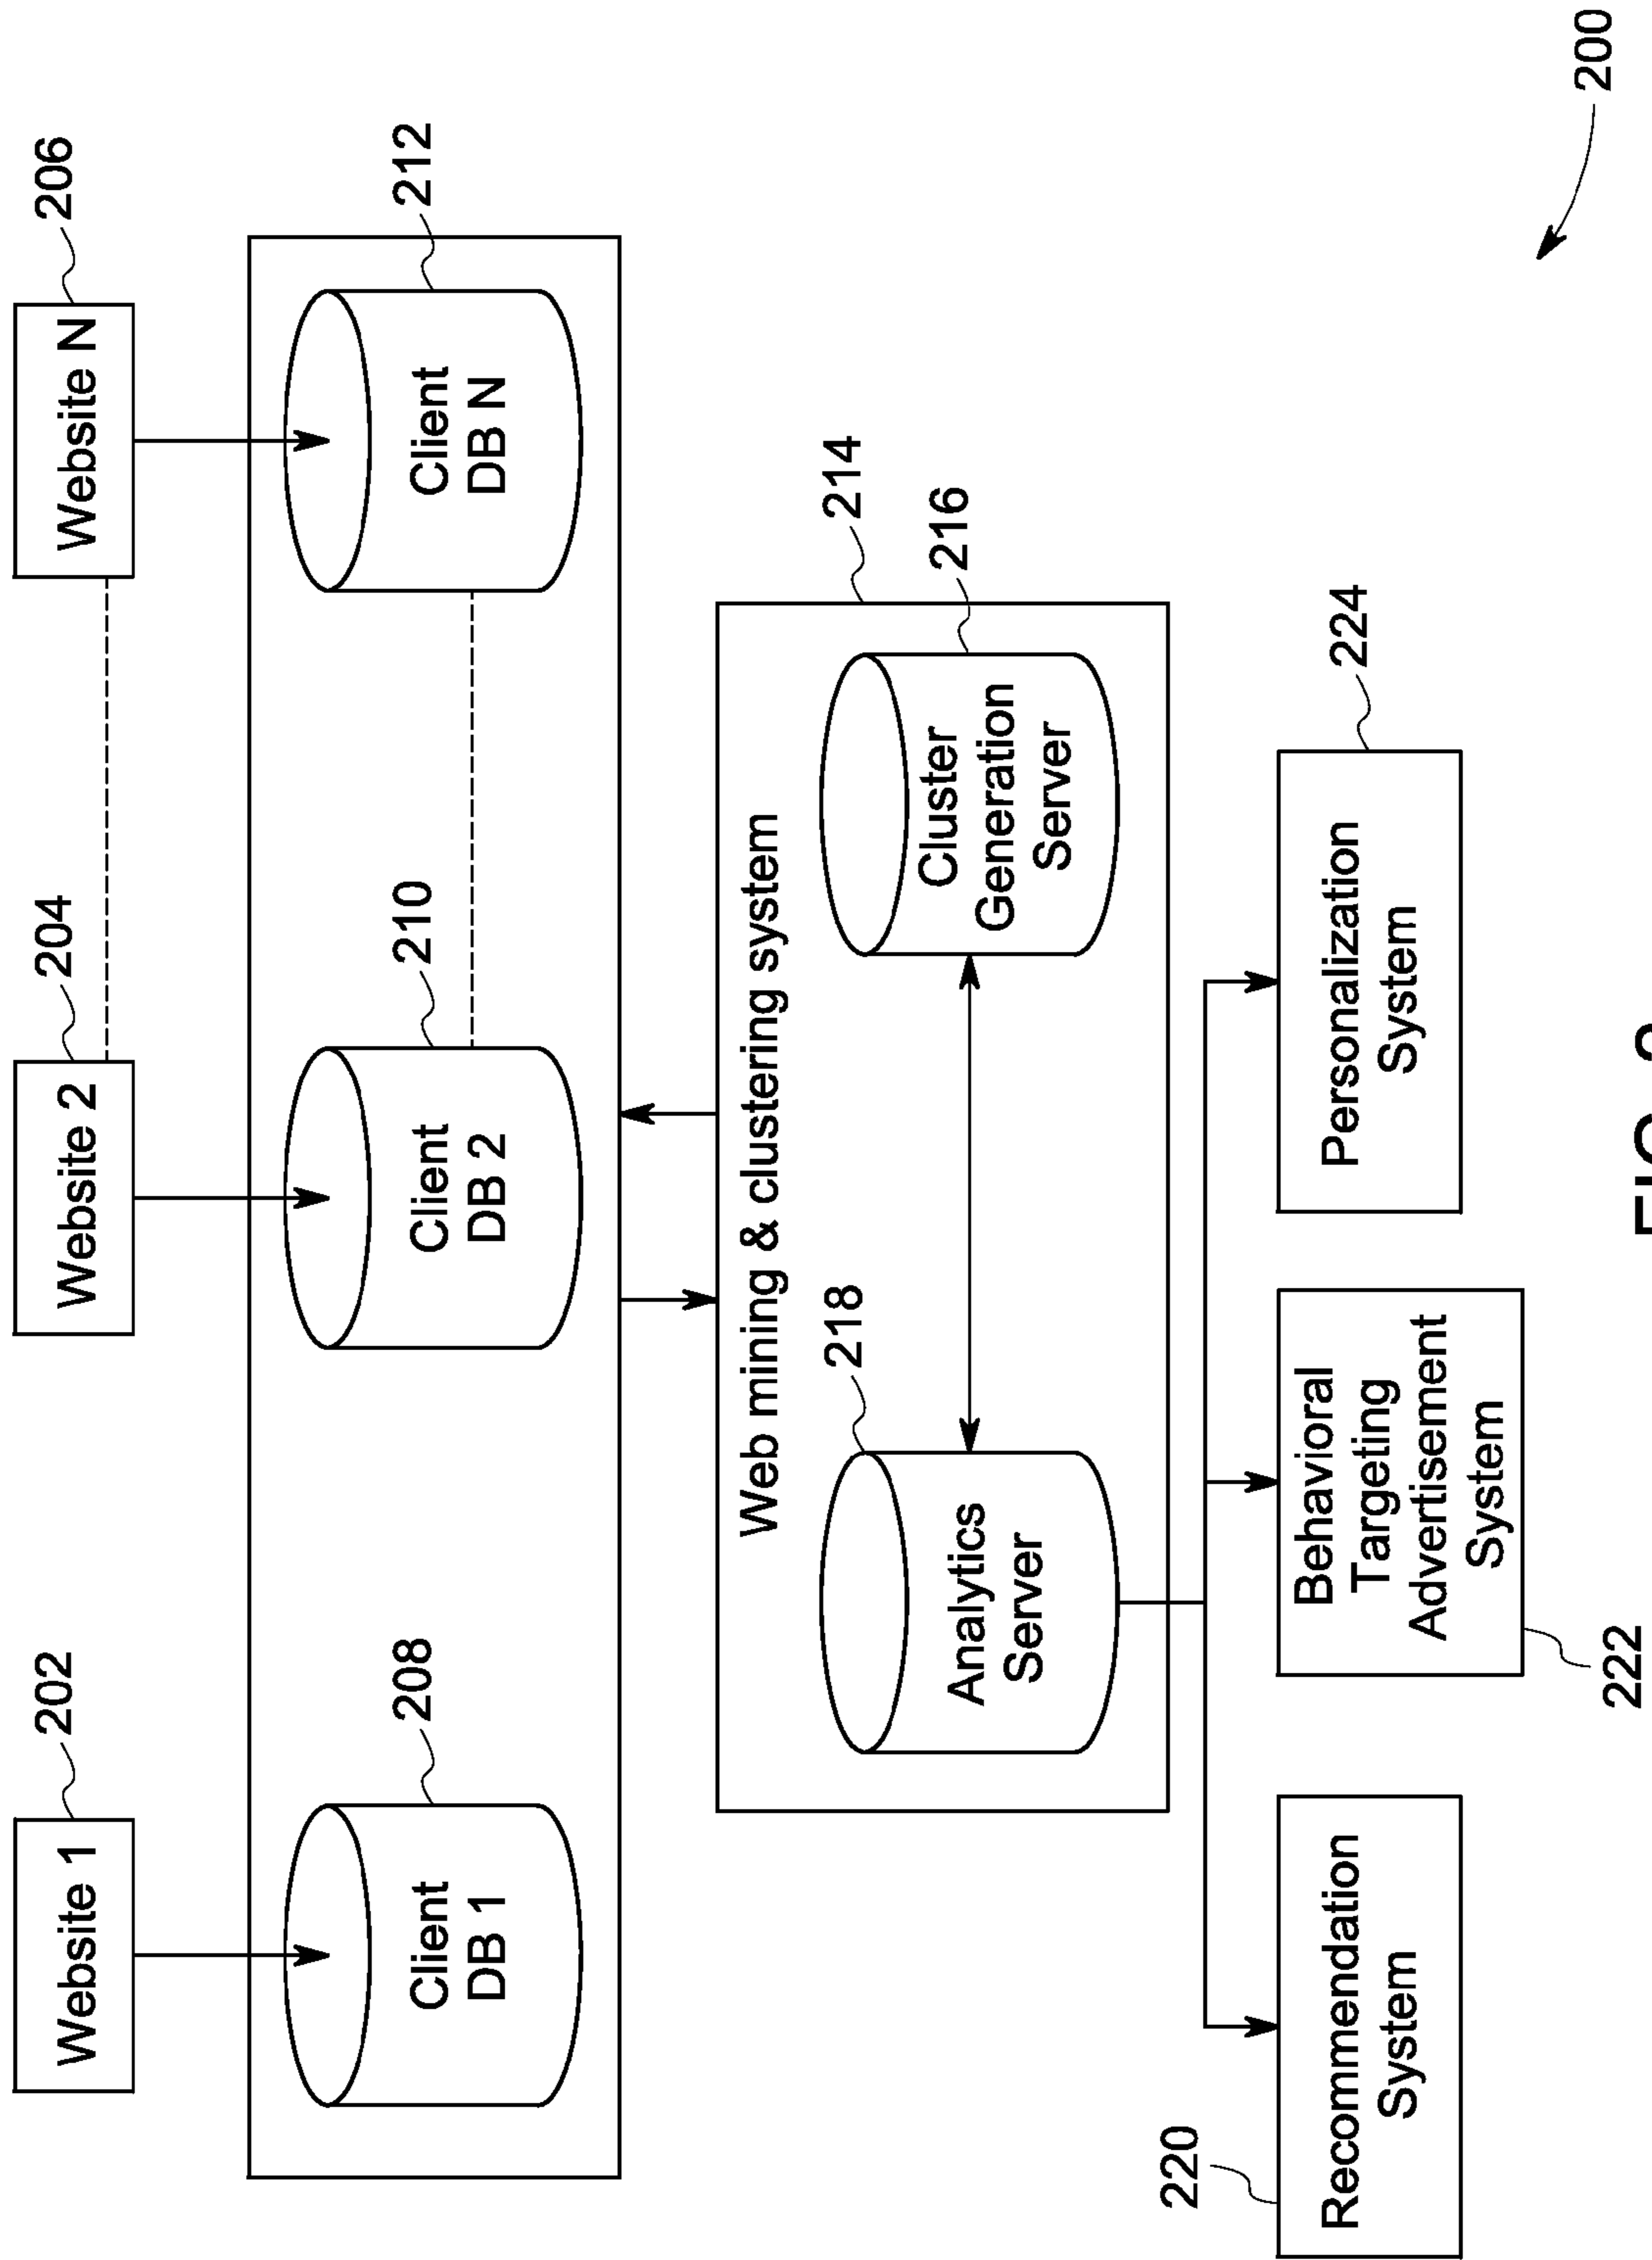 Website 1
202
Website 2
204
Website N
206
Client
DB 1
208
Client
DB 2
210
Client
DB N
212
Web mining & clustering system
214
Analytics
Server
218
Cluster
Generation
Server
216
Recommendation
System
220
Behavioral
Targeting
Advertisement
System
222
Personalization
System
224
200